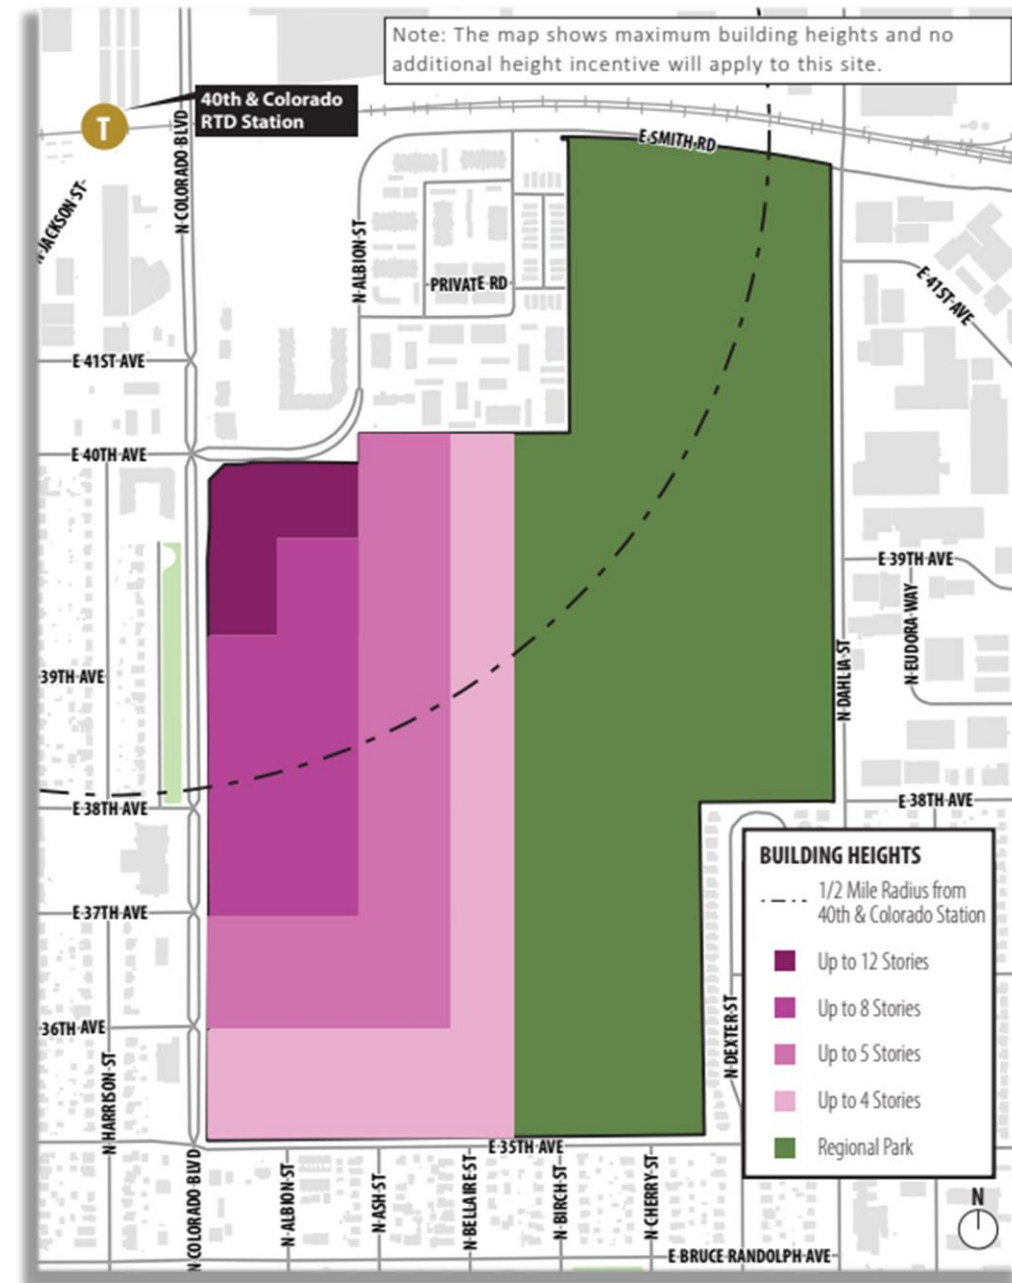 Note: The map shows maximum building heights and no
additional height incentive will apply to this site.
40th & Colorado
RTD Station
T
N COLORADO BLVD
E SMITH RD
N JACKSON ST
N ALBION ST
PRIVATE RD
E 41ST AVE
E 41ST AVE
E 40TH AVE
E 39TH AVE
N EUDORA WAY
39TH AVE
N DAHLIA ST
E 38TH AVE
E 38TH AVE
BUILDING HEIGHTS
1/2 Mile Radius from
40th & Colorado Station
Up to 12 Stories
Up to 8 Stories
Up to 5 Stories
Up to 4 Stories
Regional Park
E 37TH AVE
36TH AVE
N DEXTER ST
N HARRISON ST
E 35TH AVE
N COLORADO BLVD
N ALBION ST
N ASH ST
N BELLAIRE ST
N BIRCH ST
N CHERRY ST
N
E BRUCE RANDOLPH AVE